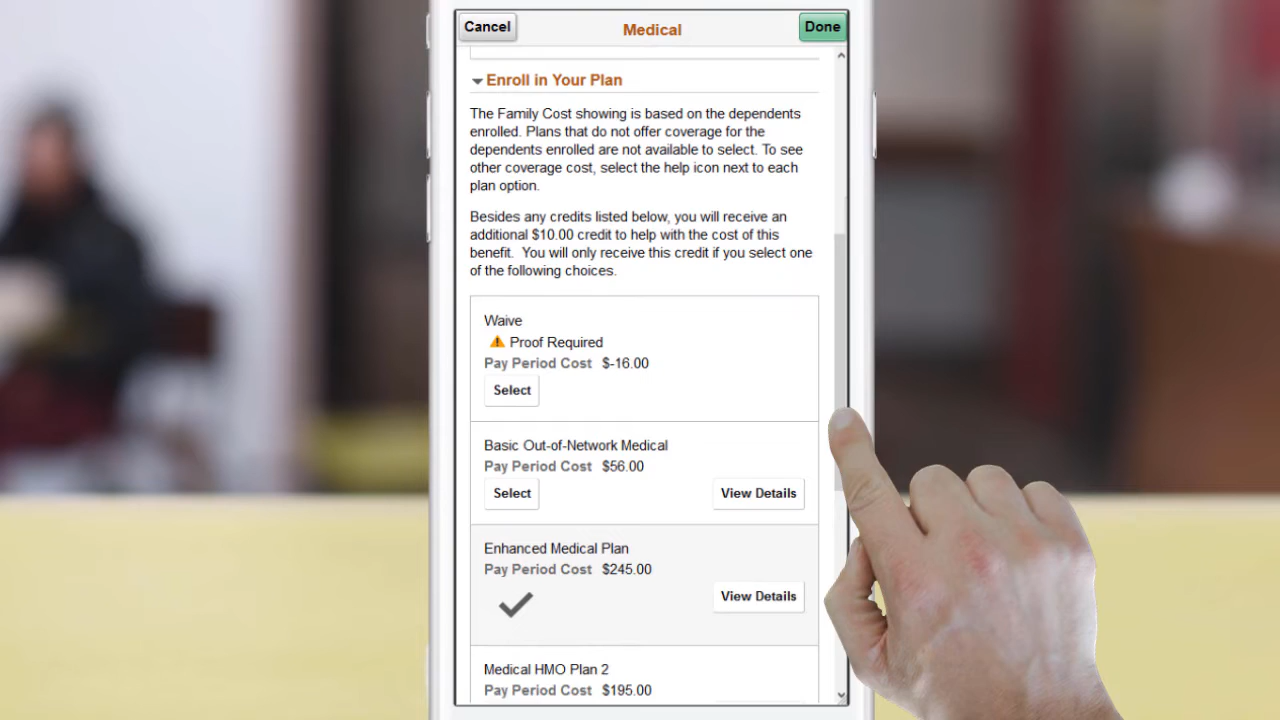 Cancel
Medical
Done
Enroll in Your Plan
The Family Cost showing is based on the dependents
enrolled. Plans that do not offer coverage for the
dependents enrolled are not available to select. To see
other coverage cost, select the help icon next to each
plan option.
Besides any credits listed below, you will receive an
additional $10.00 credit to help with the cost of this
benefit. You will only receive this credit if you select one
of the following choices.
Waive
Proof Required
Pay Period Cost $-16.00
Select
Basic Out-of-Network Medical
Pay Period Cost $56.00
Select View Details
Enhanced Medical Plan
Pay Period Cost $245.00
View Details
Medical HMO Plan 2
Pay Period Cost $195.00